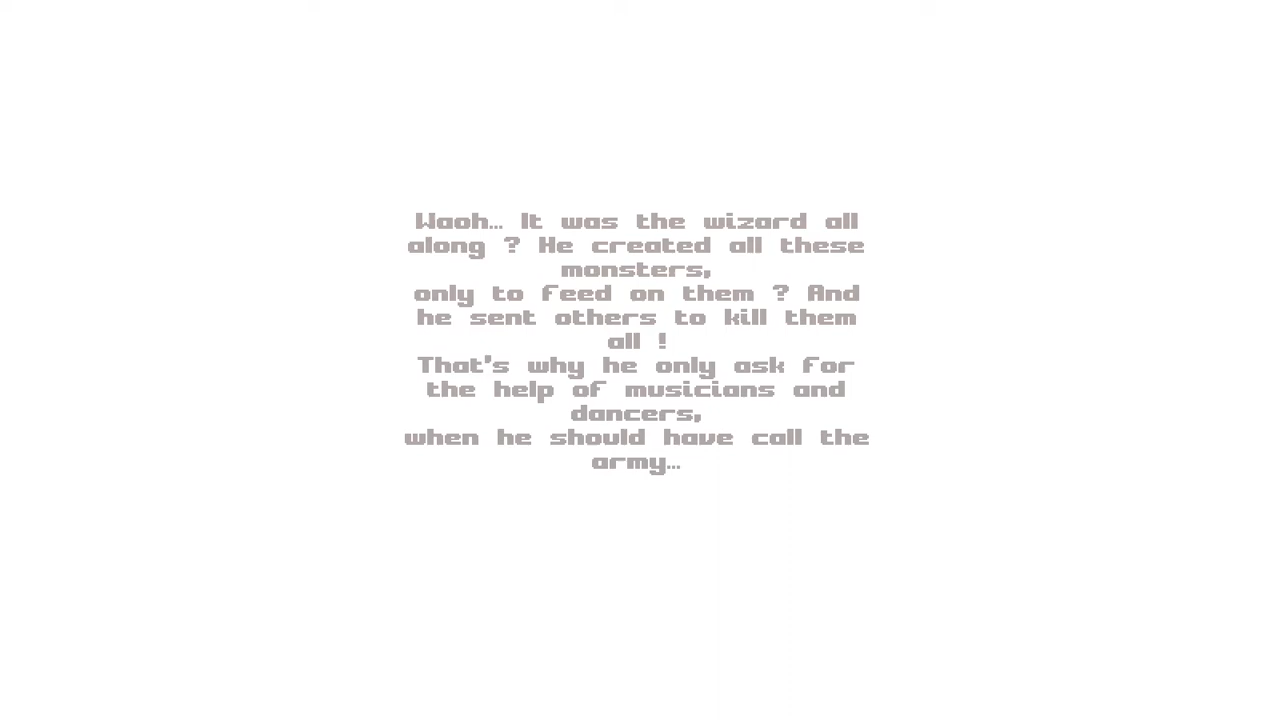 Waoh... It was the wizard all
along ? He created all these
monsters,
only to feed on them ? And
he sent others to kill them
all !
That's why he only ask for
the help of musicians and
dancers,
when he should have call the
army...